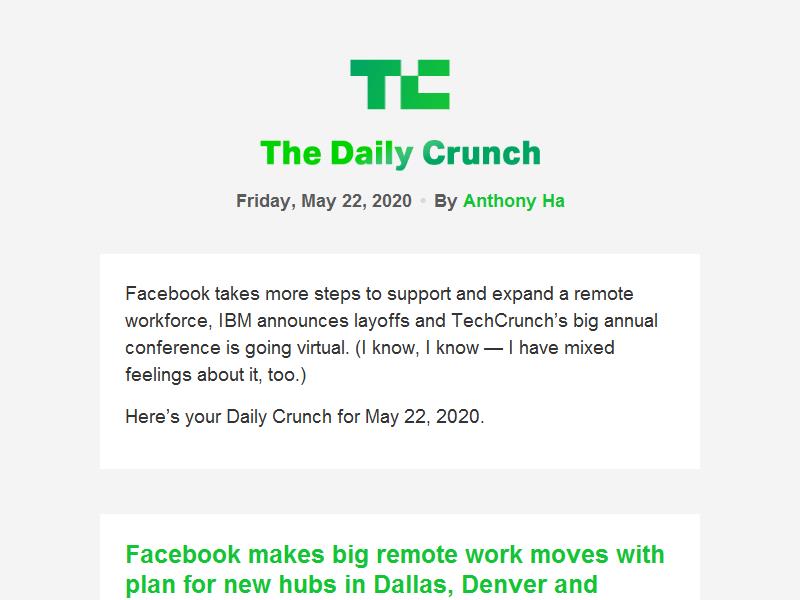 TC
The Daily Crunch
Friday, May 22, 2020 • By Anthony Ha
Facebook takes more steps to support and expand a remote
workforce, IBM announces layoffs and TechCrunch’s big annual
conference is going virtual. (I know, I know — I have mixed
feelings about it, too.)
Here’s your Daily Crunch for May 22, 2020.
Facebook makes big remote work moves with
plan for new hubs in Dallas, Denver and